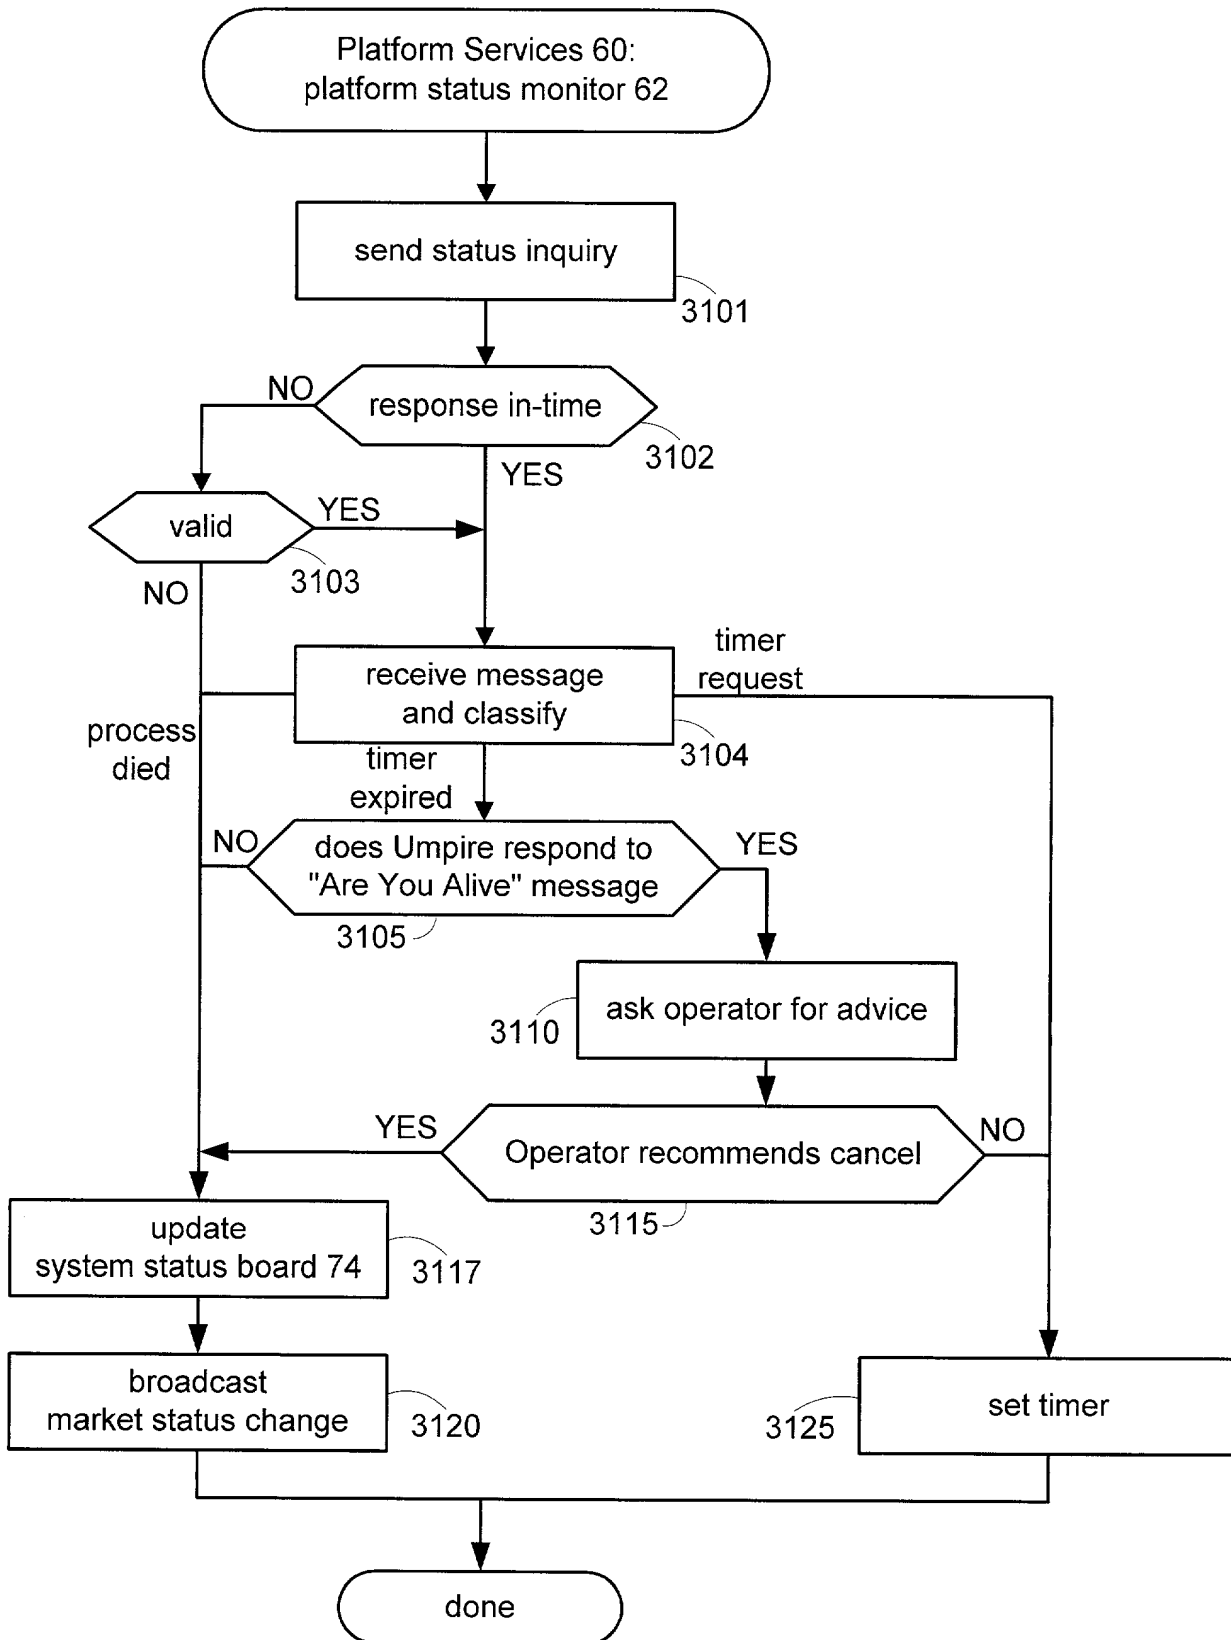 Platform Services 60:
platform status monitor 62
send status inquiry
3101
NO
response in-time
3102
YES
valid
YES
3103
NO
timer
request
receive message
and classify
3104
process
died
timer
expired
NO
does Umpire respond to
"Are You Alive" message
YES
3105
ask operator for advice
3110
YES
Operator recommends cancel
NO
3115
update
system status board 74
3117
broadcast
market status change
3120
set timer
3125
done